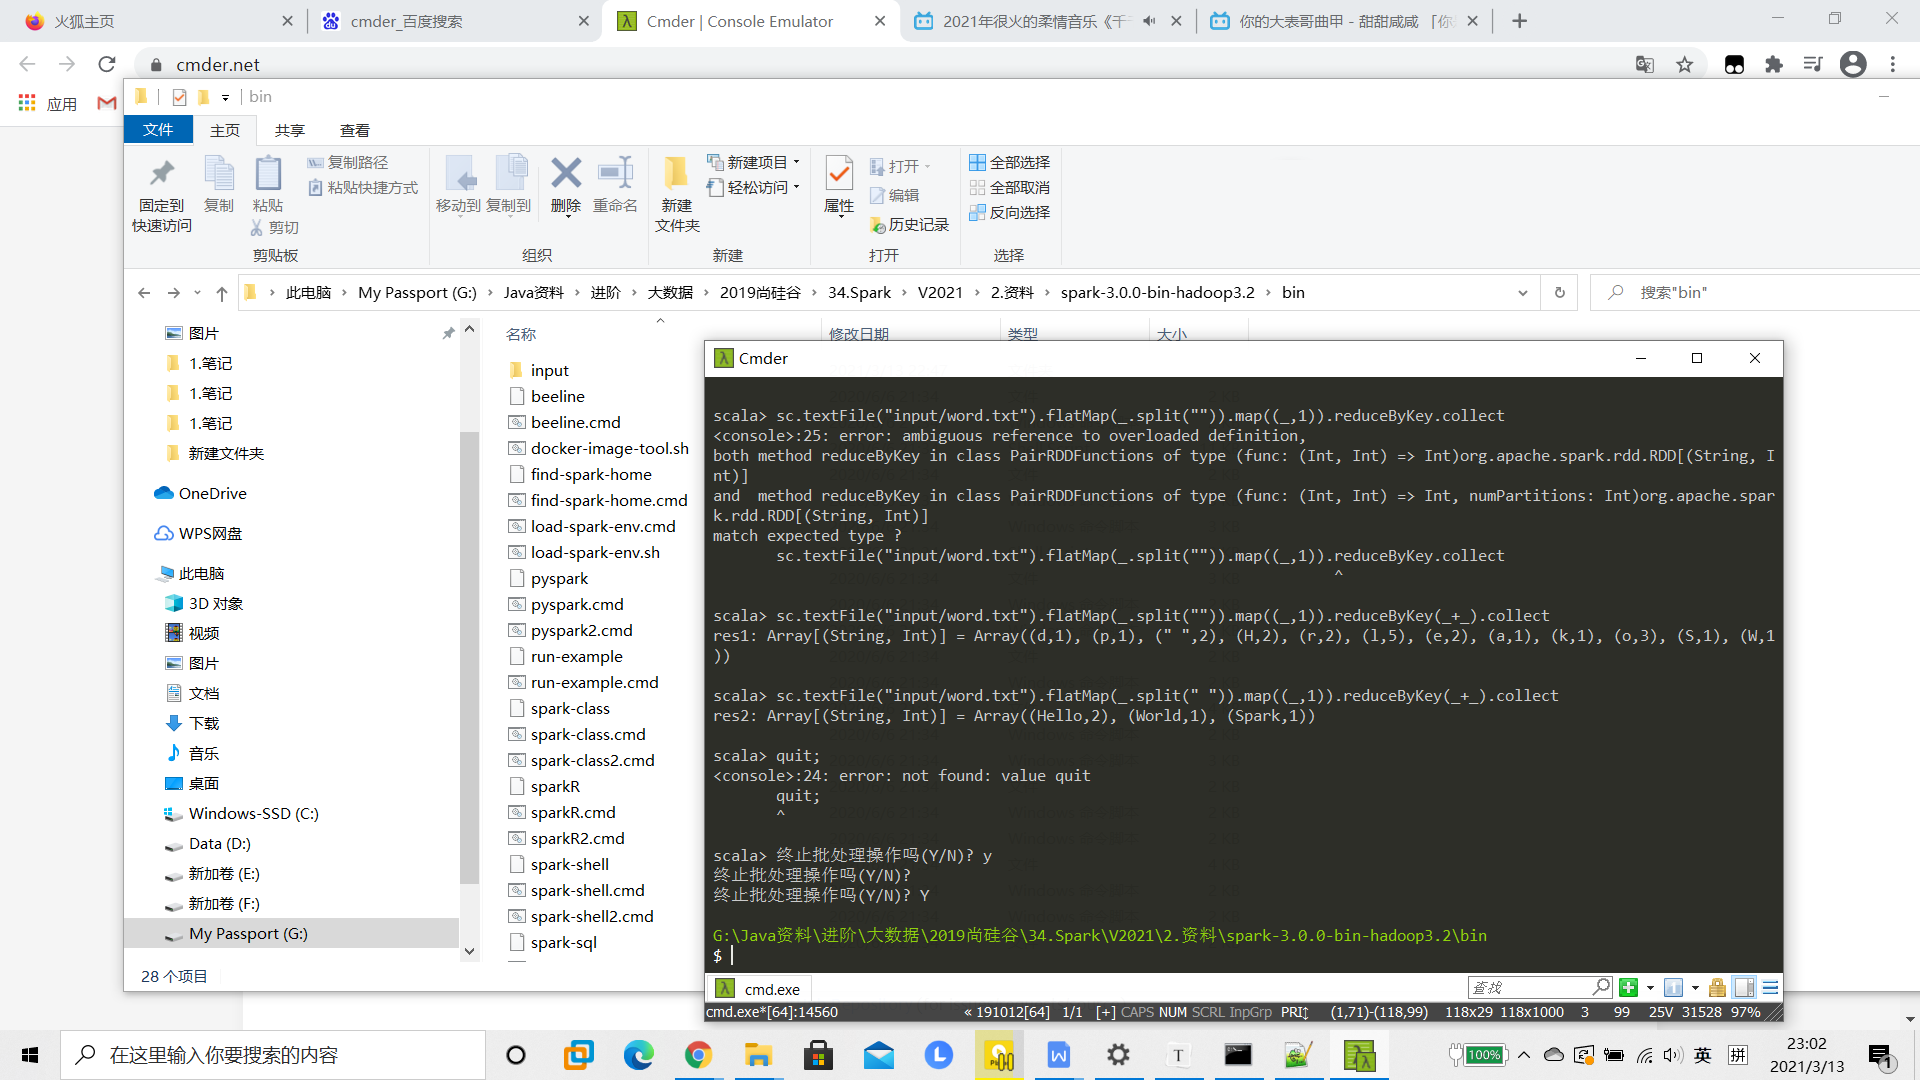 火狐主页
cmder_百度搜索
Cmder | Console Emulator
2021年很火的柔情音乐《千
你的大表哥曲甲 - 甜甜咸咸 「你
cmder.net
应用
bin
文件
主页
共享
查看
固定到
快速访问
复制
粘贴
复制路径
粘贴快捷方式
剪切
剪贴板
移动到
复制到
删除
重命名
组织
新建
文件夹
新建项目
轻松访问
新建
属性
打开
编辑
历史记录
打开
全部选择
全部取消
反向选择
选择
此电脑 › My Passport (G:) › Java资料 › 进阶 › 大数据 › 2019尚硅谷 › 34.Spark › V2021 › 2.资料 › spark-3.0.0-bin-hadoop3.2 › bin
搜索"bin"
图片
1.笔记
1.笔记
1.笔记
新建文件夹
OneDrive
WPS网盘
此电脑
3D 对象
视频
图片
文档
下载
音乐
桌面
Windows-SSD (C:)
Data (D:)
新加卷 (E:)
新加卷 (F:)
My Passport (G:)
28 个项目
名称
修改日期
类型
大小
input
beeline
beeline.cmd
docker-image-tool.sh
find-spark-home
find-spark-home.cmd
load-spark-env.cmd
load-spark-env.sh
pyspark
pyspark.cmd
pyspark2.cmd
run-example
run-example.cmd
spark-class
spark-class.cmd
spark-class2.cmd
sparkR
sparkR.cmd
sparkR2.cmd
spark-shell
spark-shell.cmd
spark-shell2.cmd
spark-sql
Cmder
scala> sc.textFile("input/word.txt").flatMap(_.split("")).map((_,1)).reduceByKey.collect
<console>:25: error: ambiguous reference to overloaded definition,
both method reduceByKey in class PairRDDFunctions of type (func: (Int, Int) => Int)org.apache.spark.rdd.RDD[(String, I
nt)]
and  method reduceByKey in class PairRDDFunctions of type (func: (Int, Int) => Int, numPartitions: Int)org.apache.spar
k.rdd.RDD[(String, Int)]
match expected type ?
       sc.textFile("input/word.txt").flatMap(_.split("")).map((_,1)).reduceByKey.collect
^
scala> sc.textFile("input/word.txt").flatMap(_.split("")).map((_,1)).reduceByKey(_+_).collect
res1: Array[(String, Int)] = Array((d,1), (p,1), (" ",2), (H,2), (r,2), (l,5), (e,2), (a,1), (k,1), (o,3), (S,1), (W,1
))
scala> sc.textFile("input/word.txt").flatMap(_.split(" ")).map((_,1)).reduceByKey(_+_).collect
res2: Array[(String, Int)] = Array((Hello,2), (World,1), (Spark,1))
scala> quit;
<console>:24: error: not found: value quit
       quit;
       ^
scala> 终止批处理操作吗(Y/N)? y
终止批处理操作吗(Y/N)?
终止批处理操作吗(Y/N)? Y
G:\Java资料\进阶\大数据\2019尚硅谷\34.Spark\V2021\2.资料\spark-3.0.0-bin-hadoop3.2\bin
$
cmd.exe
查找
cmd.exe*[64]:14560
« 191012[64] 1/1 [+] CAPS NUM SCRL InpGrp PRI↕ (1,71)-(118,99) 118x29 118x1000 3 99 25V 31528 97%
在这里输入你要搜索的内容
100%
英
拼
23:02
2021/3/13
1